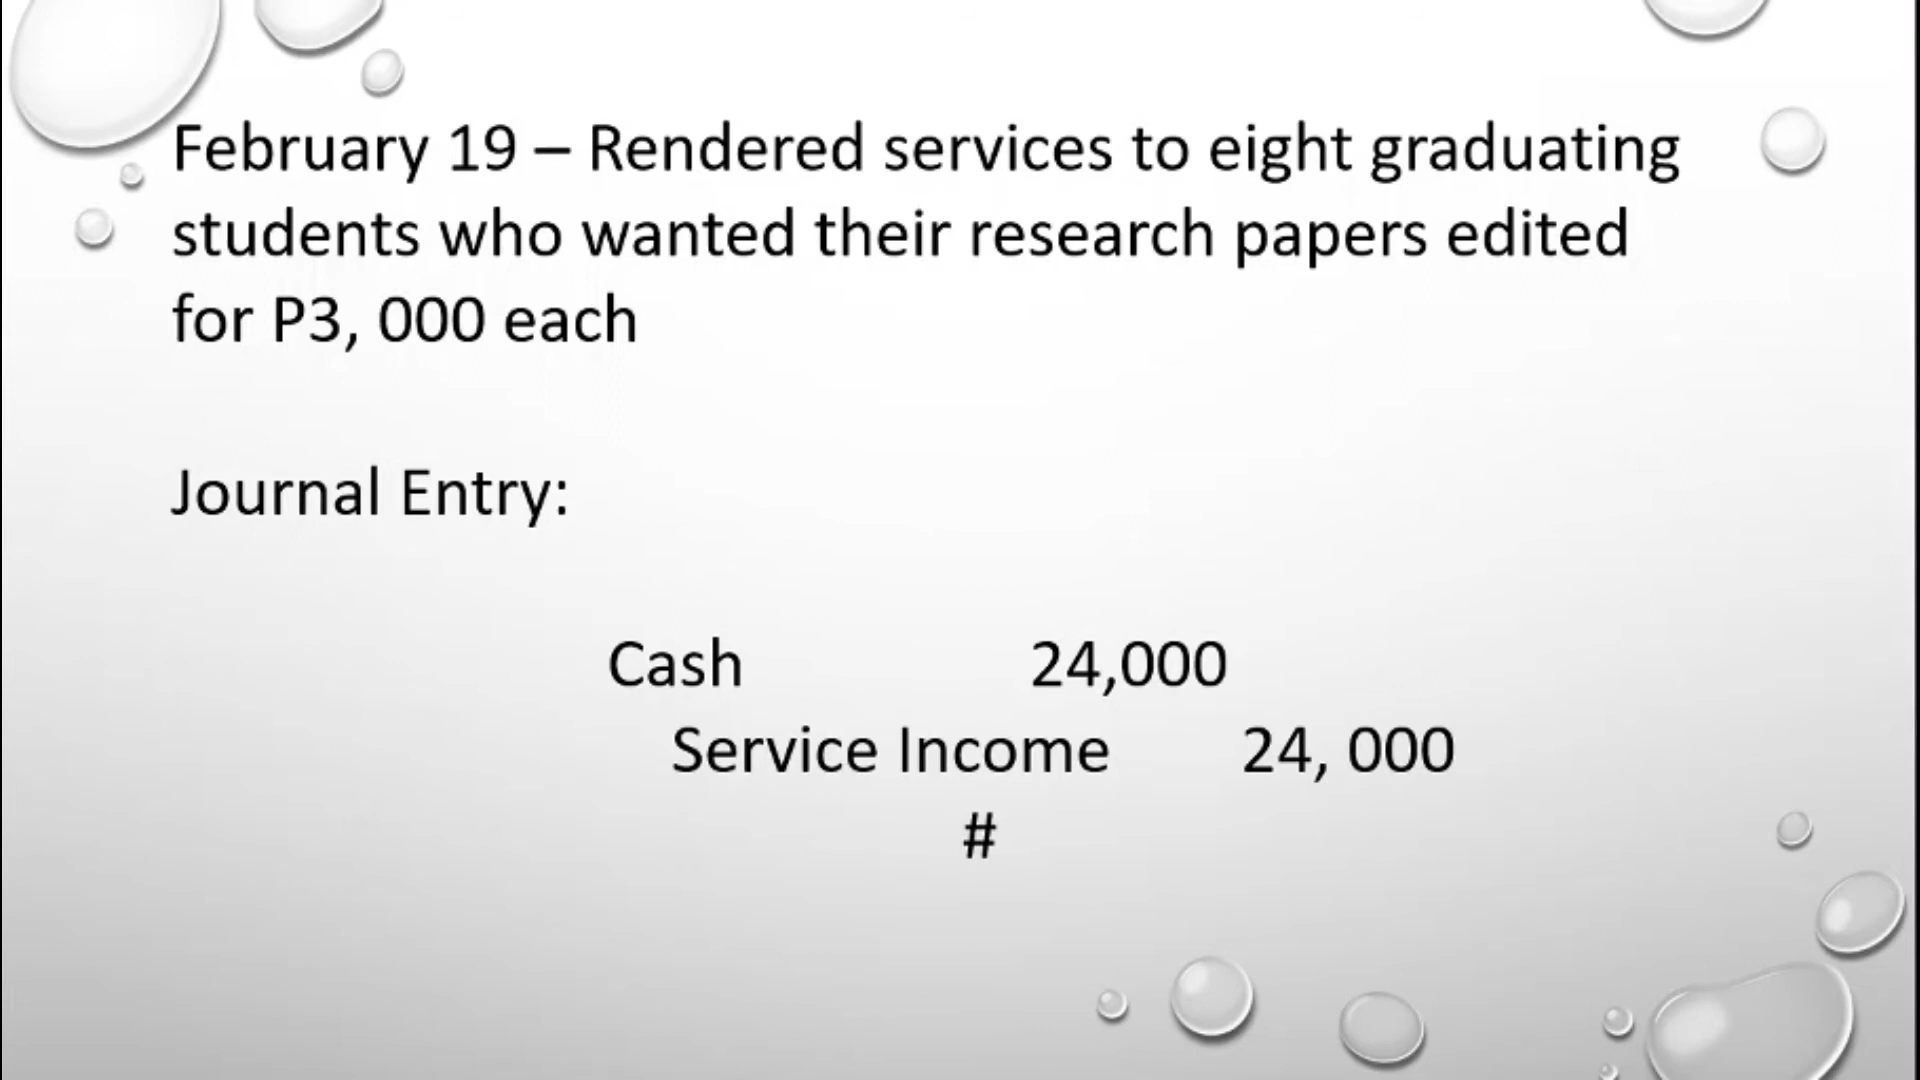 February 19 – Rendered services to eight graduating
students who wanted their research papers edited
for P3, 000 each
Journal Entry:
Cash 24,000
Service Income 24, 000
#